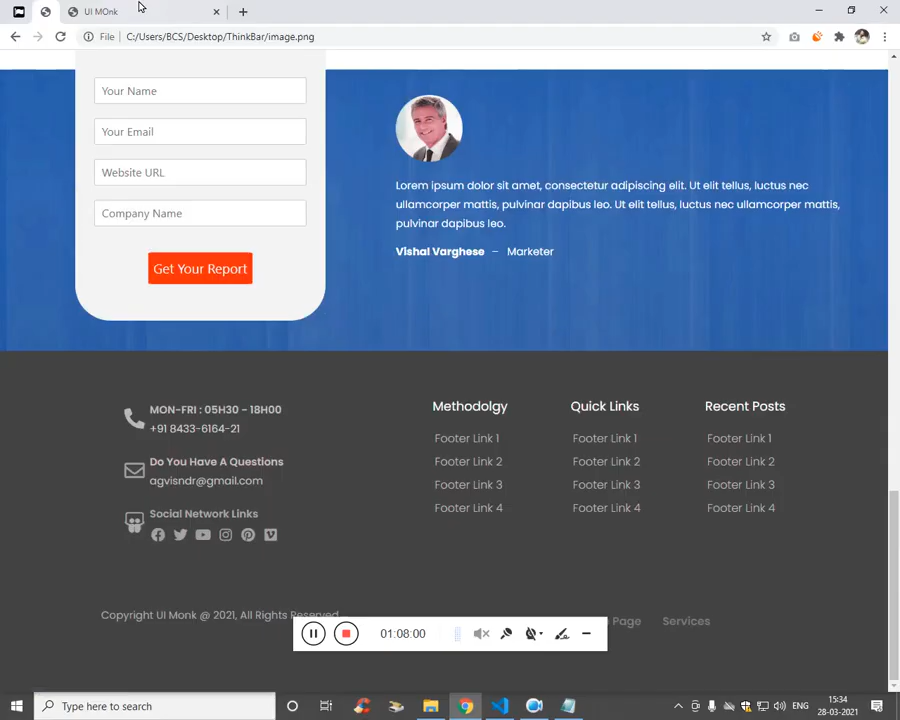 UI MOnk
File
C:/Users/BCS/Desktop/ThinkBar/image.png
Your Name
Your Email
Website URL
Company Name
Get Your Report
Lorem ipsum dolor sit amet, consectetur adipiscing elit. Ut elit tellus, luctus nec
ullamcorper mattis, pulvinar dapibus leo. Ut elit tellus, luctus nec ullamcorper mattis,
pulvinar dapibus leo.
Vishal Varghese – Marketer
MON-FRI : 05H30 - 18H00
+91 8433-6164-21
Do You Have A Questions
agvisndr@gmail.com
Social Network Links
Methodolgy
Footer Link 1
Footer Link 2
Footer Link 3
Footer Link 4
Quick Links
Footer Link 1
Footer Link 2
Footer Link 3
Footer Link 4
Recent Posts
Footer Link 1
Footer Link 2
Footer Link 3
Footer Link 4
Copyright UI Monk @ 2021, All Rights Reserved
Page
Services
01:08:00
Type here to search
ENG
15:34
28-03-2021